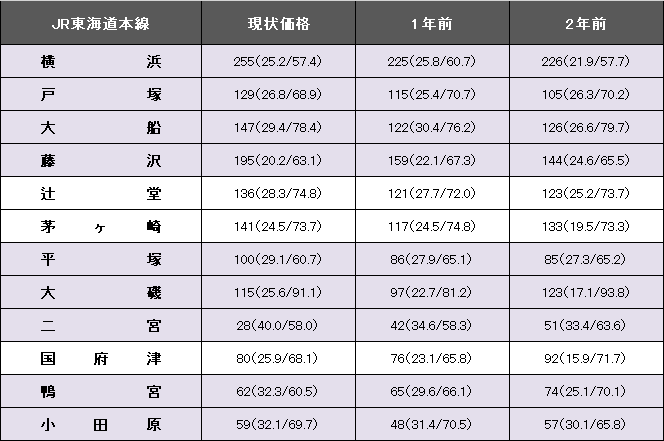 JR東海道本線 現状価格 1年前 2年前
横浜 255(25.2/57.4) 225(25.8/60.7) 226(21.9/57.7)
戸塚 129(26.8/68.9) 115(25.4/70.7) 105(26.3/70.2)
大船 147(29.4/78.4) 122(30.4/76.2) 126(26.6/79.7)
藤沢 195(20.2/63.1) 159(22.1/67.3) 144(24.6/65.5)
辻堂 136(28.3/74.8) 121(27.7/72.0) 123(25.2/73.7)
茅ヶ崎 141(24.5/73.7) 117(24.5/74.8) 133(19.5/73.3)
平塚 100(29.1/60.7) 86(27.9/65.1) 85(27.3/65.2)
大磯 115(25.6/91.1) 97(22.7/81.2) 123(17.1/93.8)
二宮 28(40.0/58.0) 42(34.6/58.3) 51(33.4/63.6)
国府津 80(25.9/68.1) 76(23.1/65.8) 92(15.9/71.7)
鴨宮 62(32.3/60.5) 65(29.6/66.1) 74(25.1/70.1)
小田原 59(32.1/69.7) 48(31.4/70.5) 57(30.1/65.8)